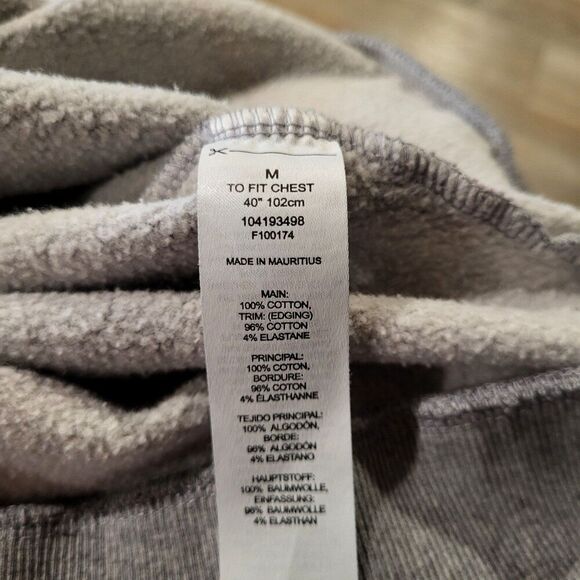 M
TO FIT CHEST
40" 102cm
104193498
F100174
MADE IN MAURITIUS
MAIN:
100% COTTON,
TRIM: (EDGING)
96% COTTON
4% ELASTANE
PRINCIPAL:
100% COTON,
BORDURE:
96% COTON
4% ÉLASTHANNE
TEJIDO PRINCIPAL:
100% ALGODÓN,
BORDE:
96% ALGODÓN
4% ELASTANO
HAUPTSTOFF:
100% BAUMWOLLE,
EINFASSUNG:
96% BAUMWOLLE
4% ELASTHAN